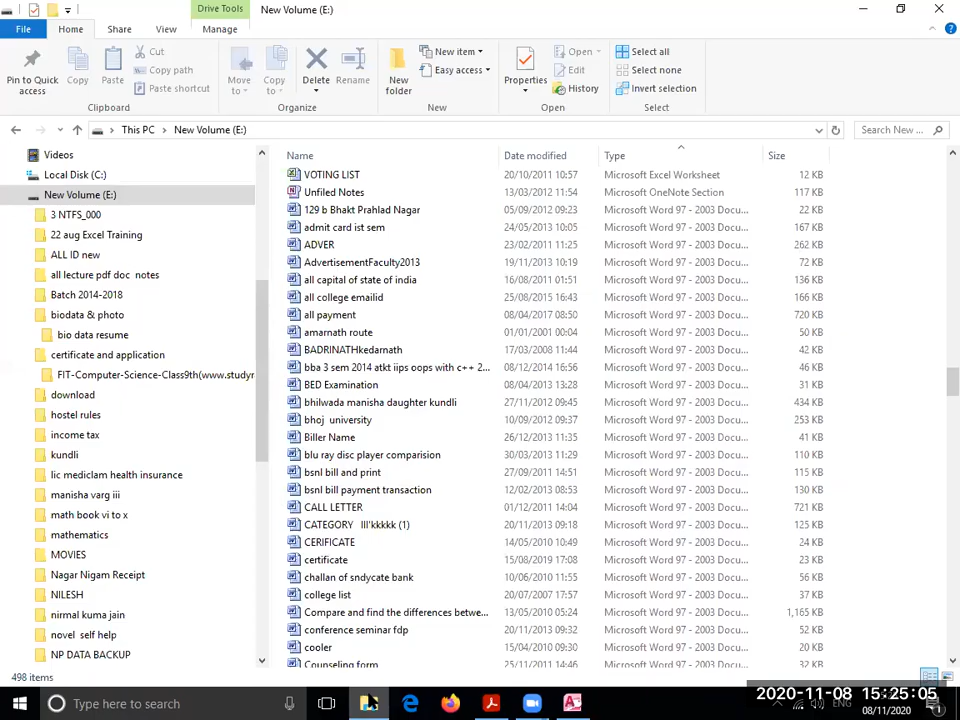 Drive Tools New Volume (E:)
File Home Share View Manage
Pin to Quick access
Copy
Paste
Cut
Copy path
Paste shortcut
Clipboard
Move to
Copy to
Delete
Rename
Organize
New folder
New item
Easy access
New
Properties
Open
Edit
History
Open
Select all
Select none
Invert selection
Select
This PC > New Volume (E:)
Search New ...
Videos
Local Disk (C:)
New Volume (E:)
3 NTFS_000
22 aug Excel Training
ALL ID new
all lecture pdf doc notes
Batch 2014-2018
biodata & photo
bio data resume
certificate and application
FIT-Computer-Science-Class9th(www.studyr
download
hostel rules
income tax
kundli
lic mediclam health insurance
manisha varg iii
math book vi to x
mathematics
MOVIES
Nagar Nigam Receipt
NILESH
nirmal kuma jain
novel self help
NP DATA BACKUP
Name Date modified Type Size
VOTING LIST 20/10/2011 10:57 Microsoft Excel Worksheet 12 KB
Unfiled Notes 13/03/2012 11:54 Microsoft OneNote Section 117 KB
129 b Bhakt Prahlad Nagar 05/09/2012 09:23 Microsoft Word 97 - 2003 Docu... 22 KB
admit card ist sem 24/05/2013 10:05 Microsoft Word 97 - 2003 Docu... 167 KB
ADVER 23/02/2011 11:25 Microsoft Word 97 - 2003 Docu... 262 KB
AdvertisementFaculty2013 19/11/2013 10:19 Microsoft Word 97 - 2003 Docu... 72 KB
all capital of state of india 16/08/2011 01:51 Microsoft Word 97 - 2003 Docu... 136 KB
all college emailid 25/08/2015 16:43 Microsoft Word 97 - 2003 Docu... 166 KB
all payment 08/04/2017 08:50 Microsoft Word 97 - 2003 Docu... 720 KB
amarnath route 01/01/2001 00:04 Microsoft Word 97 - 2003 Docu... 50 KB
BADRINATHkedarnath 17/03/2008 11:44 Microsoft Word 97 - 2003 Docu... 42 KB
bba 3 sem 2014 atkt iips oops with c++ 2... 08/12/2014 16:56 Microsoft Word 97 - 2003 Docu... 46 KB
BED Examination 08/04/2013 13:28 Microsoft Word 97 - 2003 Docu... 31 KB
bhilwada manisha daughter kundli 27/11/2012 09:45 Microsoft Word 97 - 2003 Docu... 434 KB
bhoj university 10/09/2012 09:37 Microsoft Word 97 - 2003 Docu... 253 KB
Biller Name 26/12/2013 11:35 Microsoft Word 97 - 2003 Docu... 41 KB
blu ray disc player comparision 30/03/2013 11:29 Microsoft Word 97 - 2003 Docu... 110 KB
bsnl bill and print 27/09/2011 14:51 Microsoft Word 97 - 2003 Docu... 115 KB
bsnl bill payment transaction 12/02/2013 08:53 Microsoft Word 97 - 2003 Docu... 130 KB
CALL LETTER 01/12/2011 14:04 Microsoft Word 97 - 2003 Docu... 721 KB
CATEGORY III'kkkkk (1) 20/11/2013 09:18 Microsoft Word 97 - 2003 Docu... 125 KB
CERIFICATE 14/05/2010 10:49 Microsoft Word 97 - 2003 Docu... 24 KB
certificate 15/08/2019 17:08 Microsoft Word 97 - 2003 Docu... 23 KB
challan of sndycate bank 10/06/2010 11:55 Microsoft Word 97 - 2003 Docu... 56 KB
college list 20/07/2007 17:57 Microsoft Word 97 - 2003 Docu... 37 KB
Compare and find the differences betwe... 13/05/2010 05:24 Microsoft Word 97 - 2003 Docu... 1,165 KB
conference seminar fdp 20/11/2013 09:32 Microsoft Word 97 - 2003 Docu... 52 KB
cooler 15/04/2010 09:30 Microsoft Word 97 - 2003 Docu... 20 KB
Counseling form 25/11/2011 14:46 Microsoft Word 97 - 2003 Docu... 32 KB
498 items
Type here to search
2020-11-08 15:25:05
ENG
08/11/2020